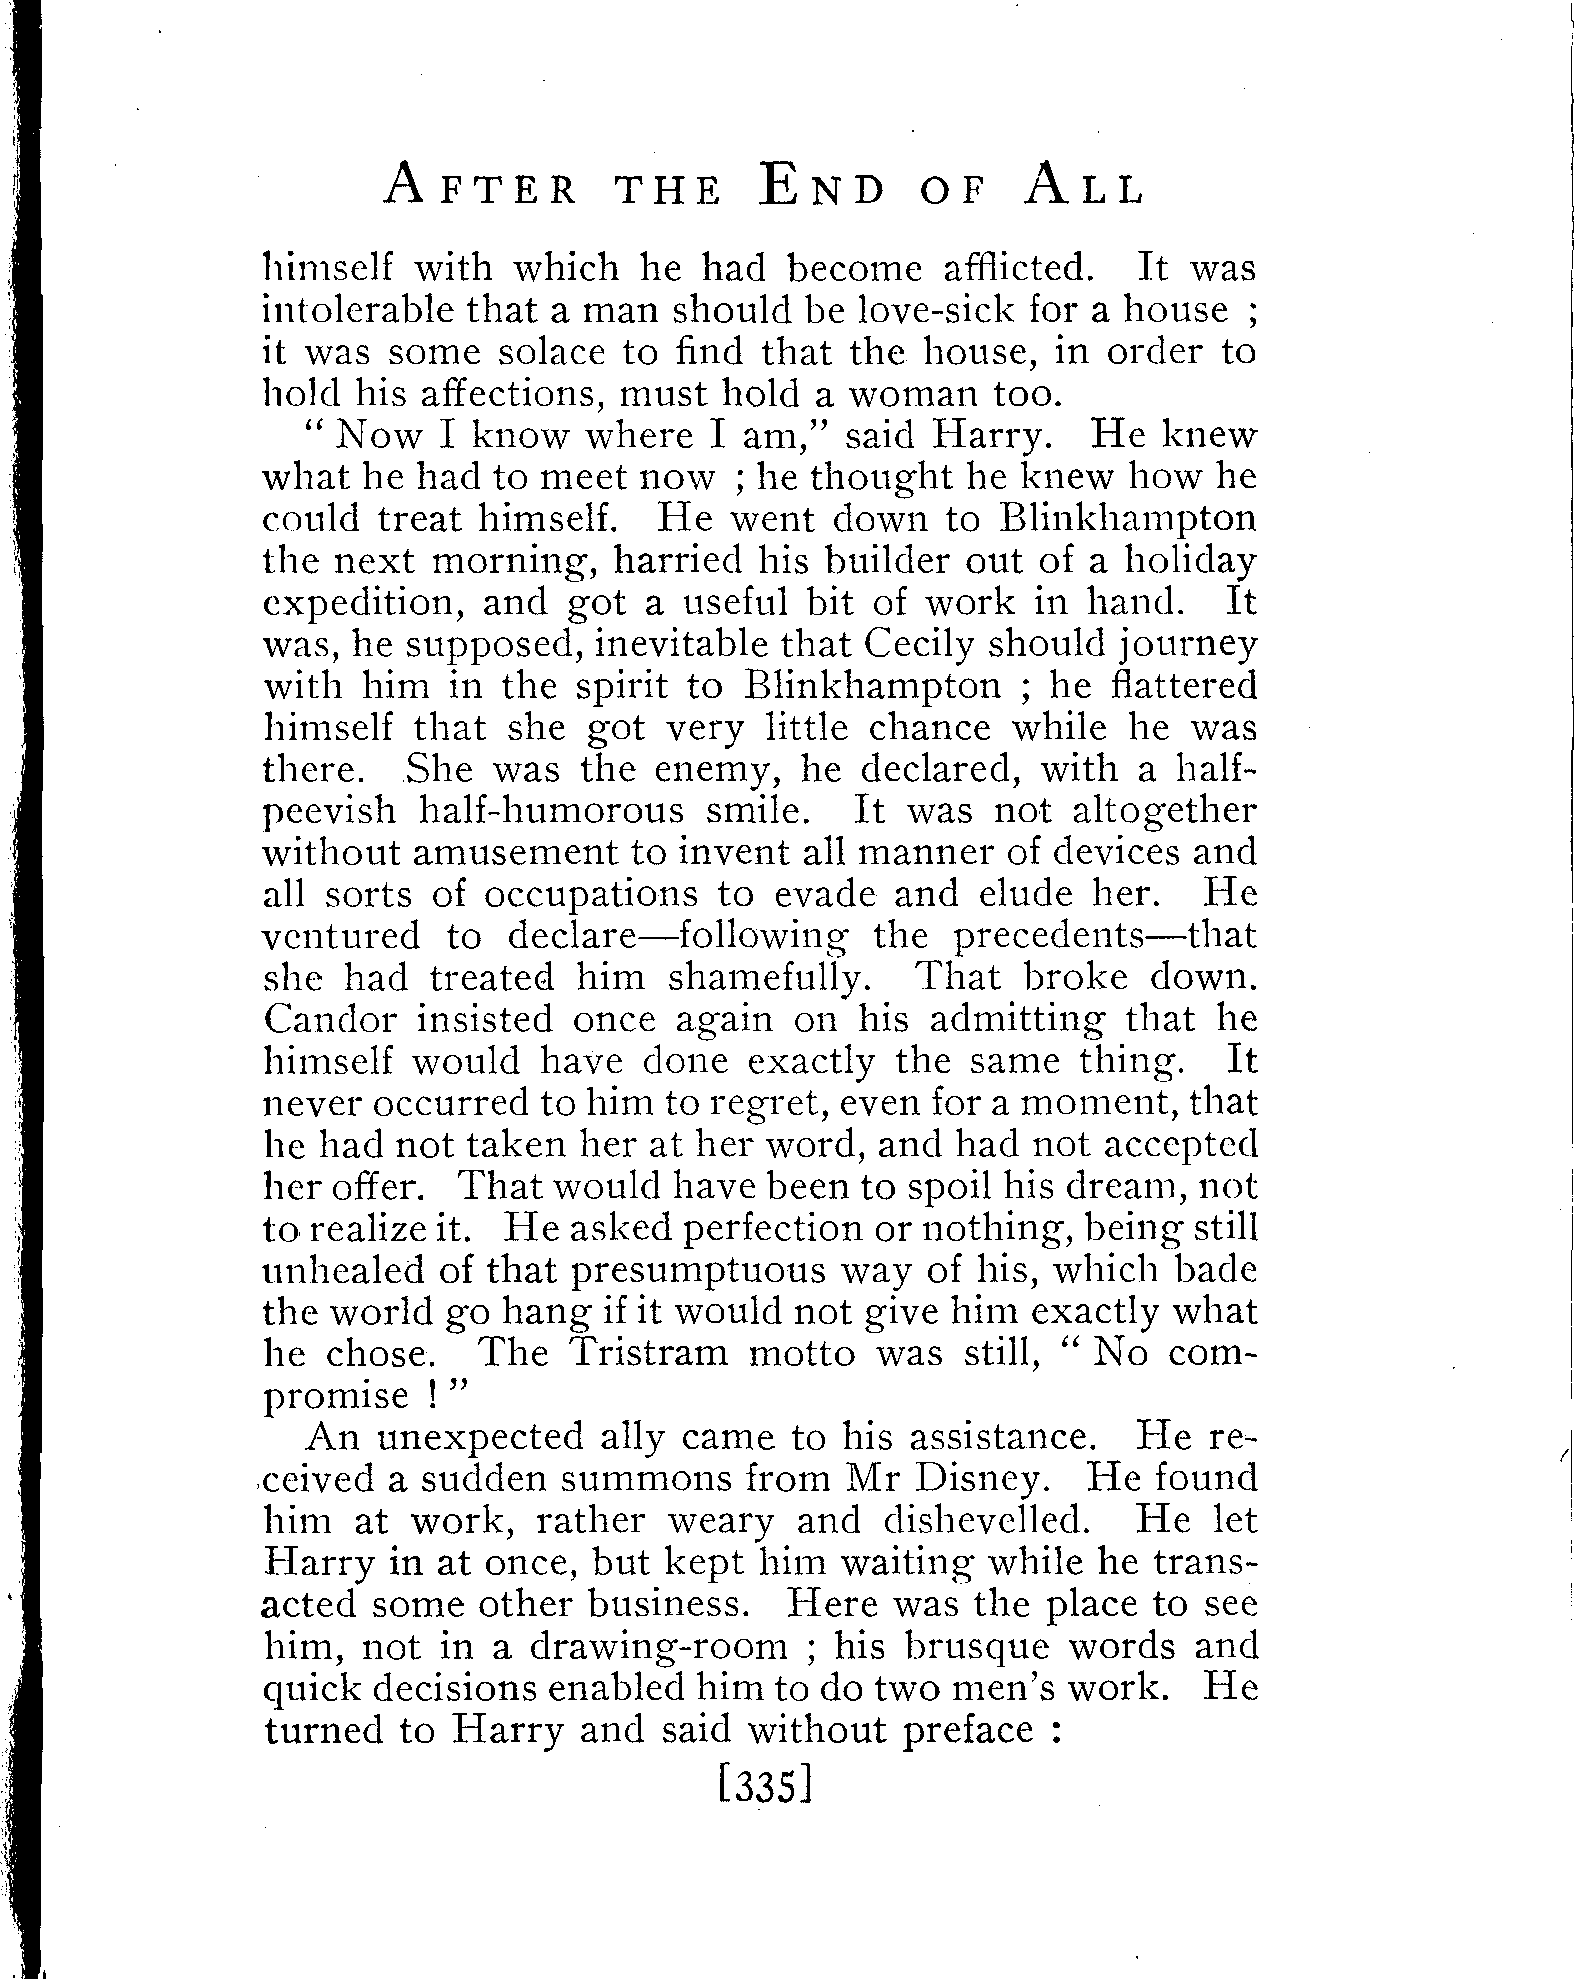 After the End of All
himself with which he had become afflicted. It was
intolerable that a man should be love-sick for a house ;
it was some solace to find that the house, in order to
hold his affections, must hold a woman too.
“ Now I know where I am,” said Harry. He knew
what he had to meet now ; he thought he knew how he
could treat himself. He went down to Blinkhampton
the next morning, harried his builder out of a holiday
expedition, and got a useful bit of work in hand. It
was, he supposed, inevitable that Cecily should journey
with him in the spirit to Blinkhampton ; he flattered
himself that she got very little chance while he was
there. She was the enemy, he declared, with a half-
peevish half-humorous smile. It was not altogether
without amusement to invent all manner of devices and
all sorts of occupations to evade and elude her. He
ventured to declare—following the precedents—that
she had treated him shamefully. That broke down.
Candor insisted once again on his admitting that he
himself would have done exactly the same thing. It
never occurred to him to regret, even for a moment, that
he had not taken her at her word, and had not accepted
her offer. That would have been to spoil his dream, not
to realize it. He asked perfection or nothing, being still
unhealed of that presumptuous way of his, which bade
the world go hang if it would not give him exactly what
he chose. The Tristram motto was still, “ No com-
promise ! ”
An unexpected ally came to his assistance. He re-
ceived a sudden summons from Mr Disney. He found
him at work, rather weary and dishevelled. He let
Harry in at once, but kept him waiting while he trans-
acted some other business. Here was the place to see
him, not in a drawing-room ; his brusque words and
quick decisions enabled him to do two men's work. He
turned to Harry and said without preface :
[335]